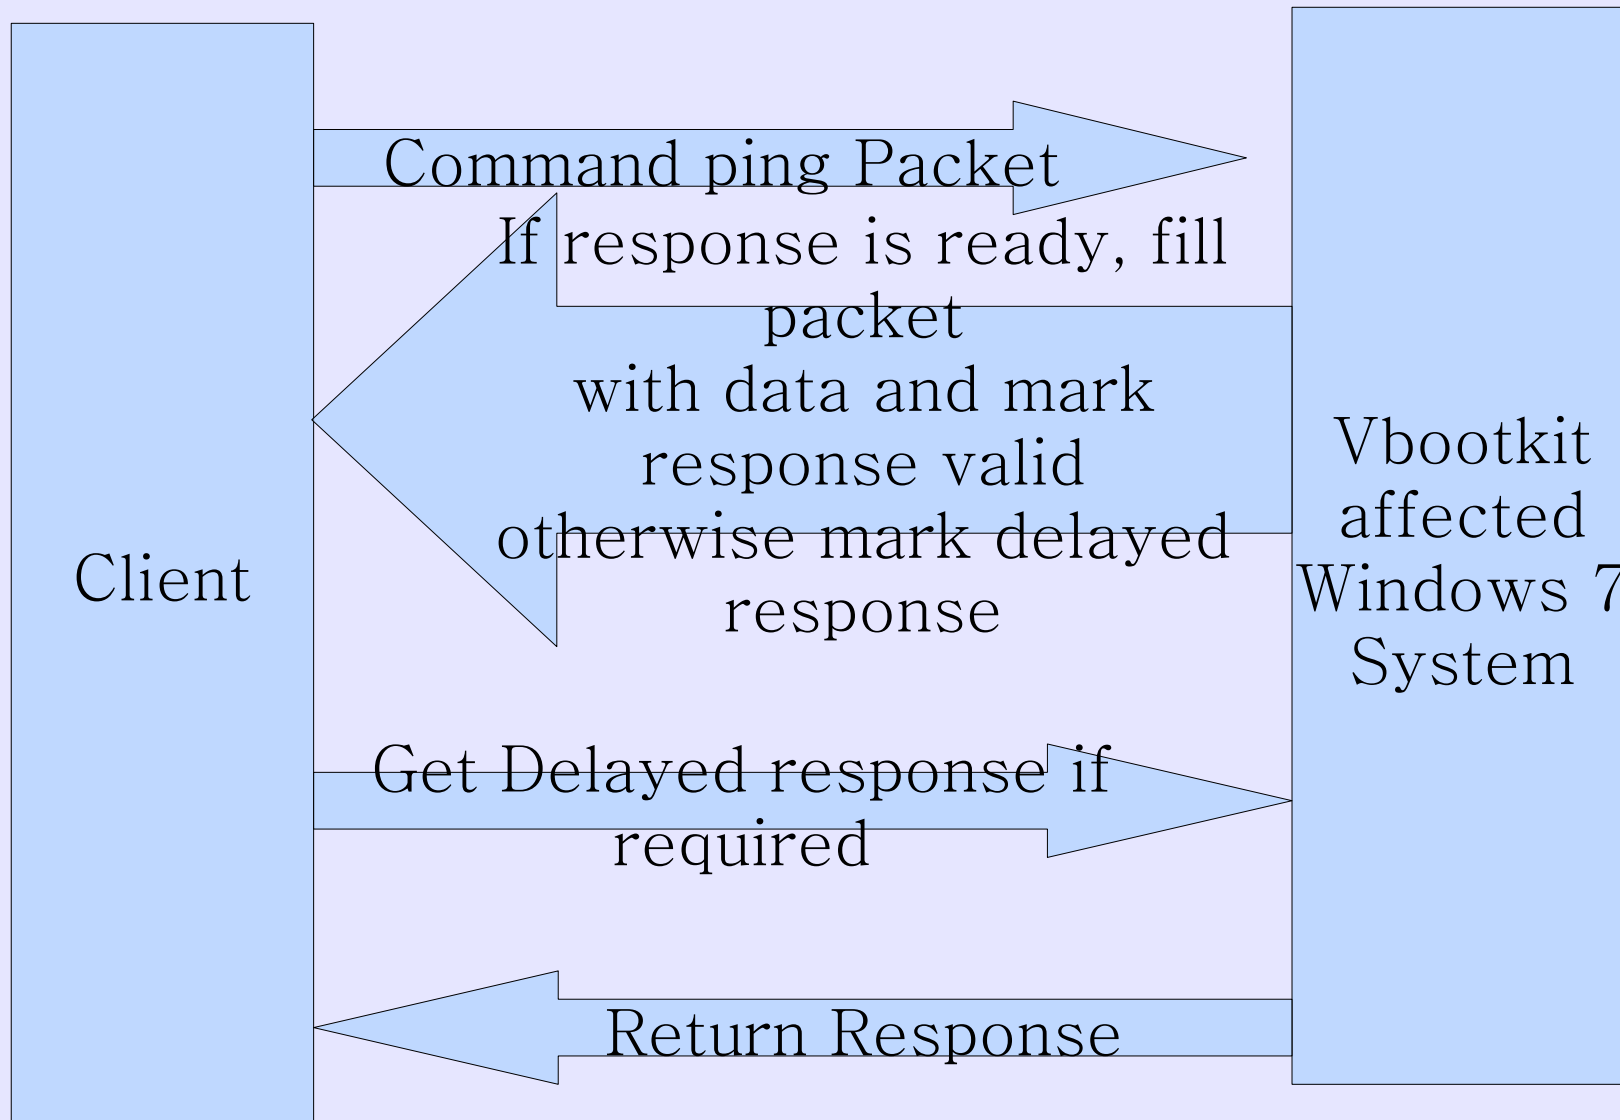 Command ping Packet
If response is ready, fill
packet
with data and mark
response valid
otherwise mark delayed
response
Client
Vbootkit
affected
Windows 7
System
Get Delayed response if
required
Return Response